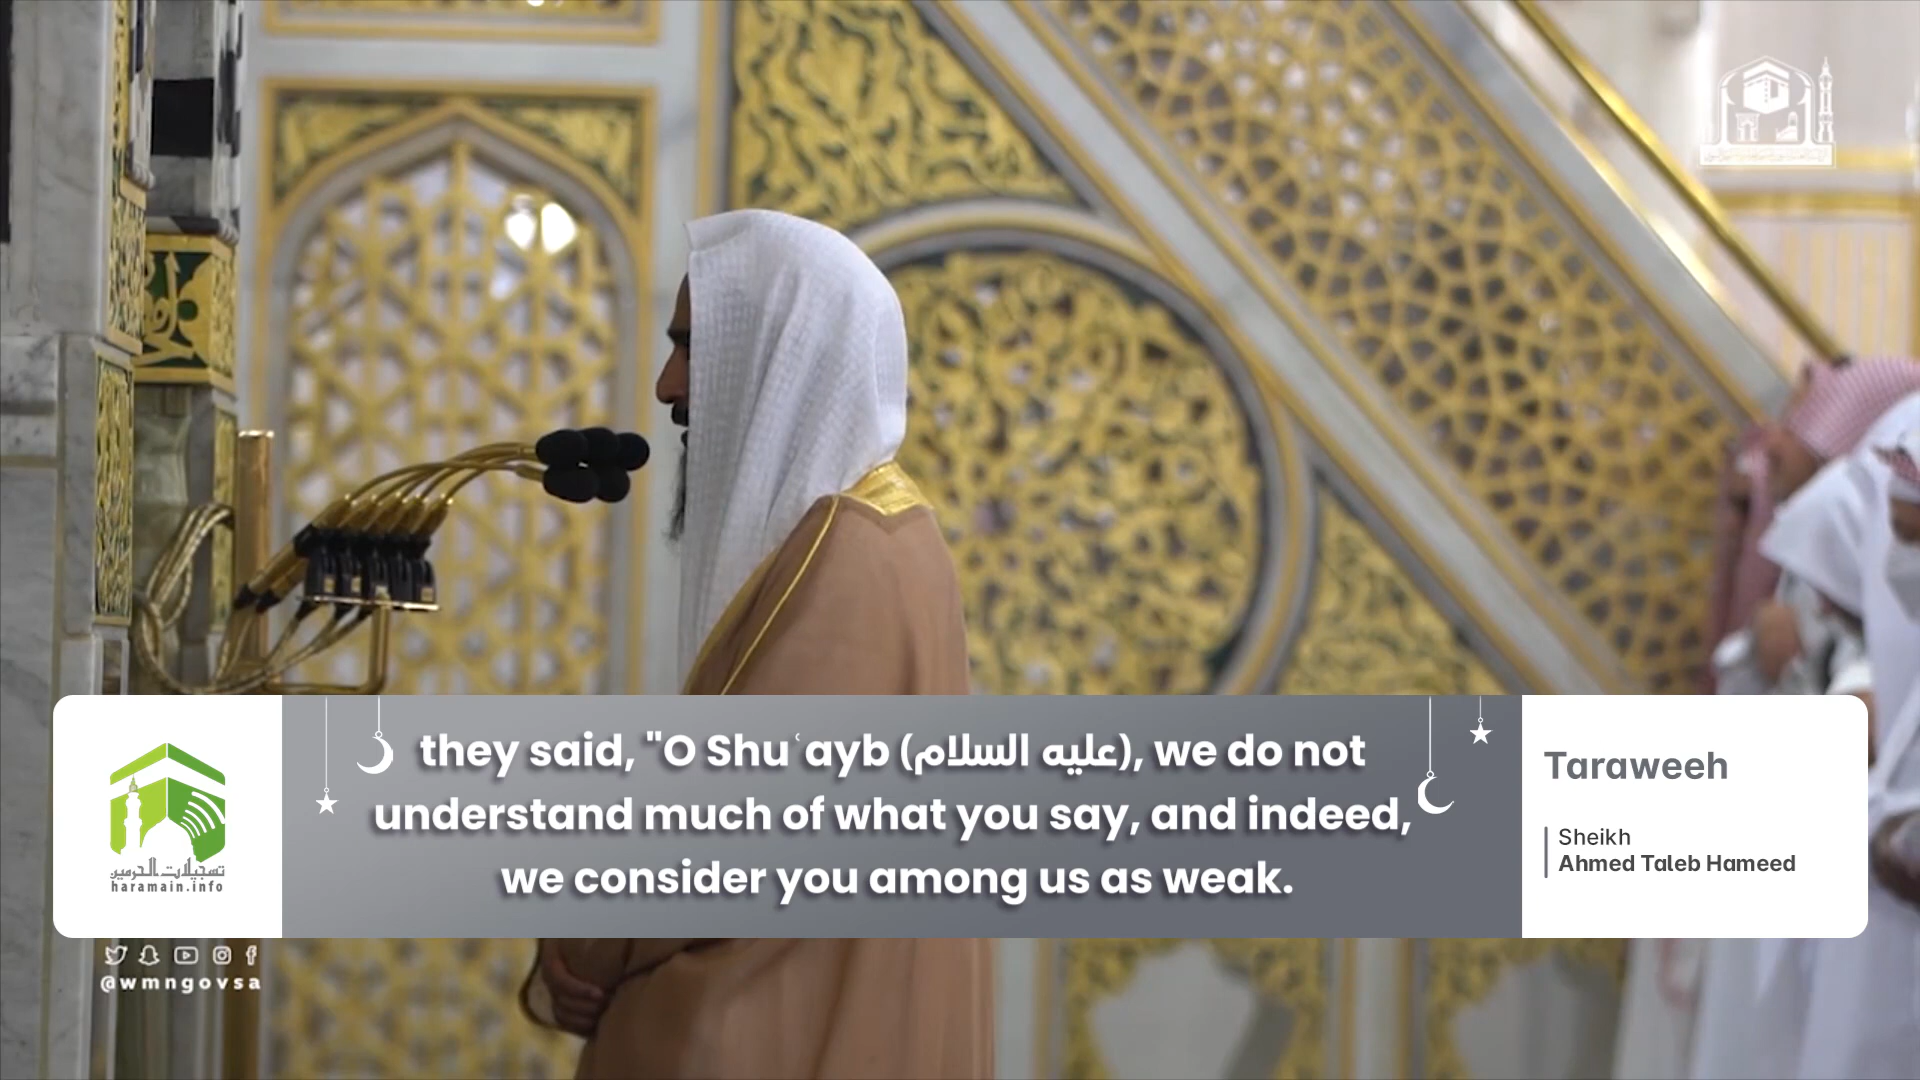 they said, "O Shuʿayb (عليه السلام), we do not
understand much of what you say, and indeed,
we consider you among us as weak.
Taraweeh
Sheikh
Ahmed Taleb Hameed
تسجيلات الحرمين
haramain.info
@wmngovsa